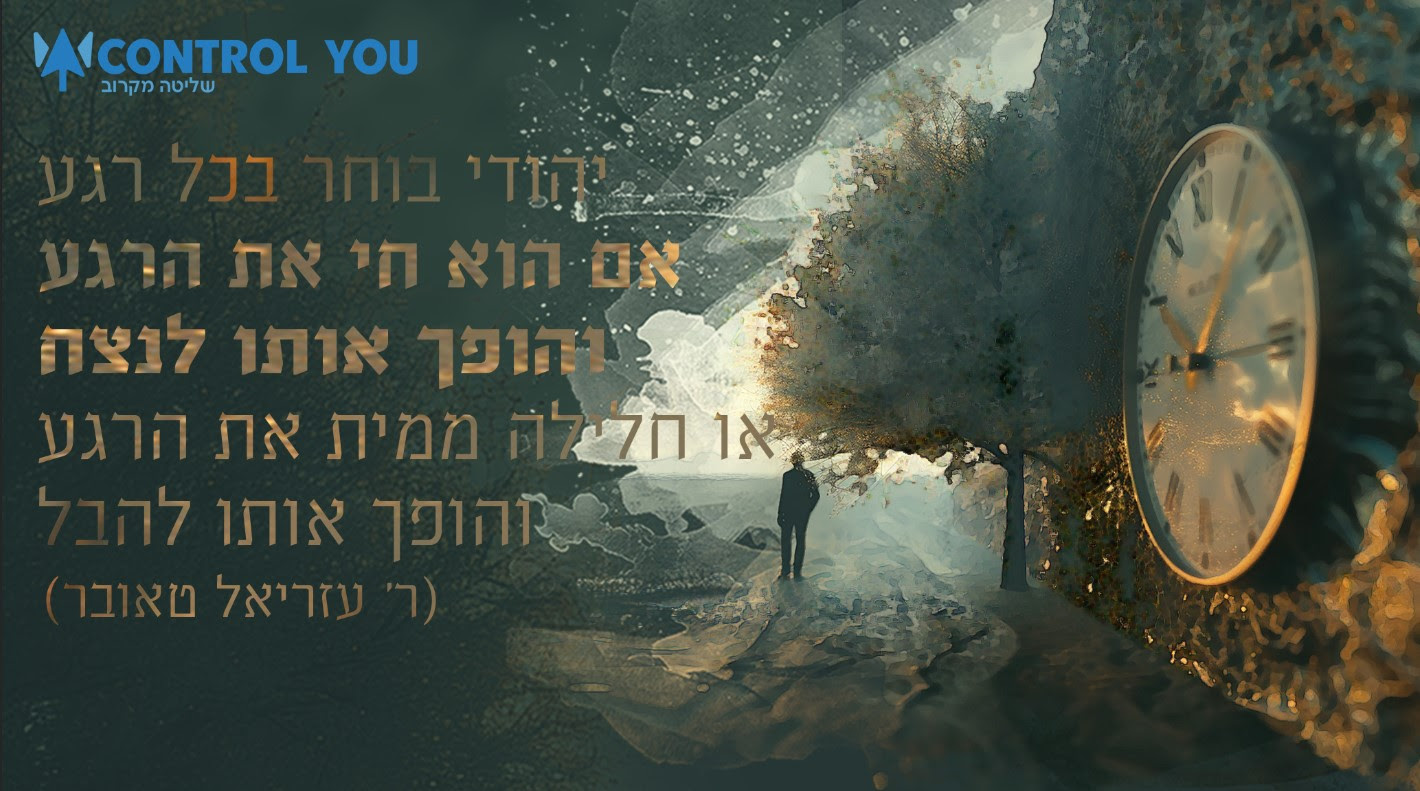 CONTROL YOU
שליטה מקרוב
יהודי בוחר בכל רגע
אם הוא חי את הרגע
והופך אותו לנצח
או חלילה ממית את הרגע
והופך אותו להבל
(ר׳ עזריאל טאובר)